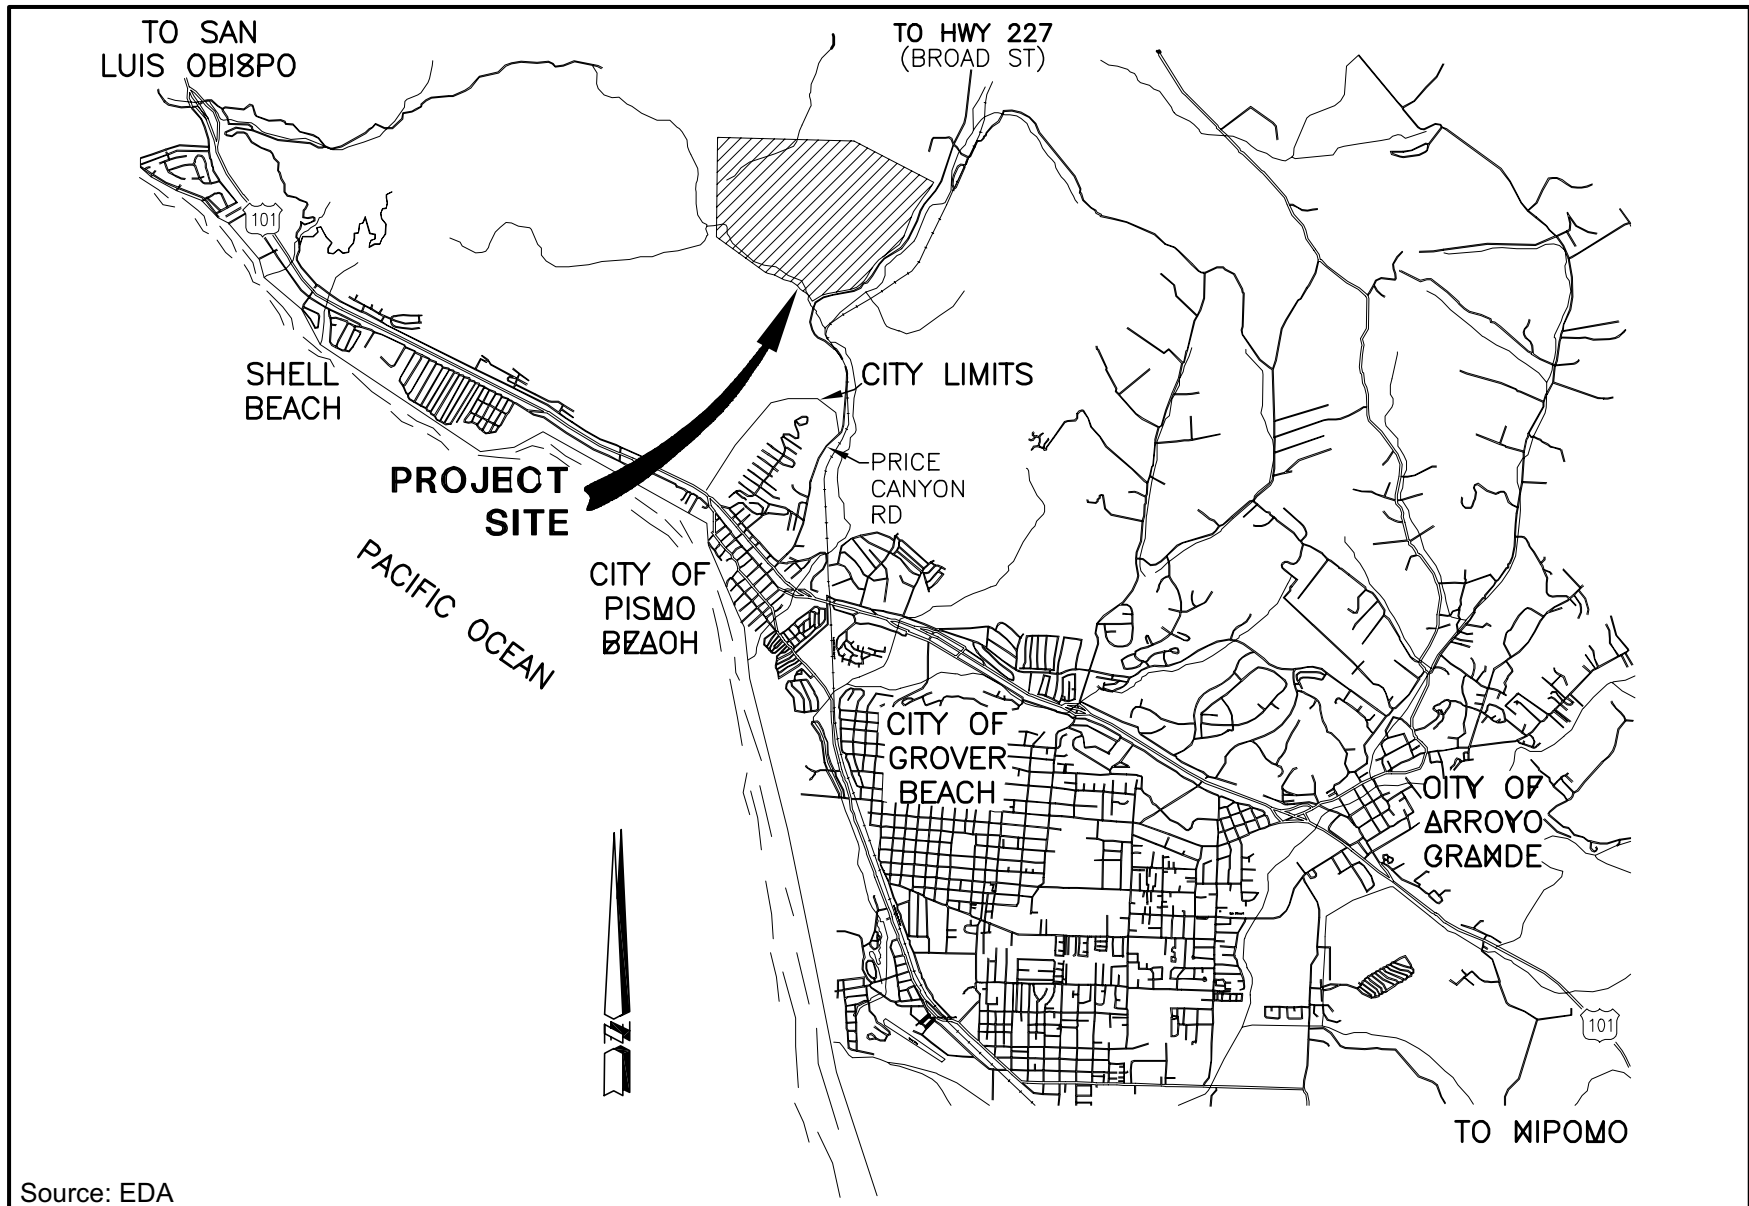 TO SAN
LUIS OBISPO
TO HWY 227
(BROAD ST)
101
SHELL
BEACH
CITY LIMITS
PROJECT
SITE
PRICE
CANYON
RD
PACIFIC OCEAN
CITY OF
PISMO
BEACH
CITY OF
GROVER
BEACH
CITY OF
ARROYO
GRANDE
N
101
TO NIPOMO
Source: EDA